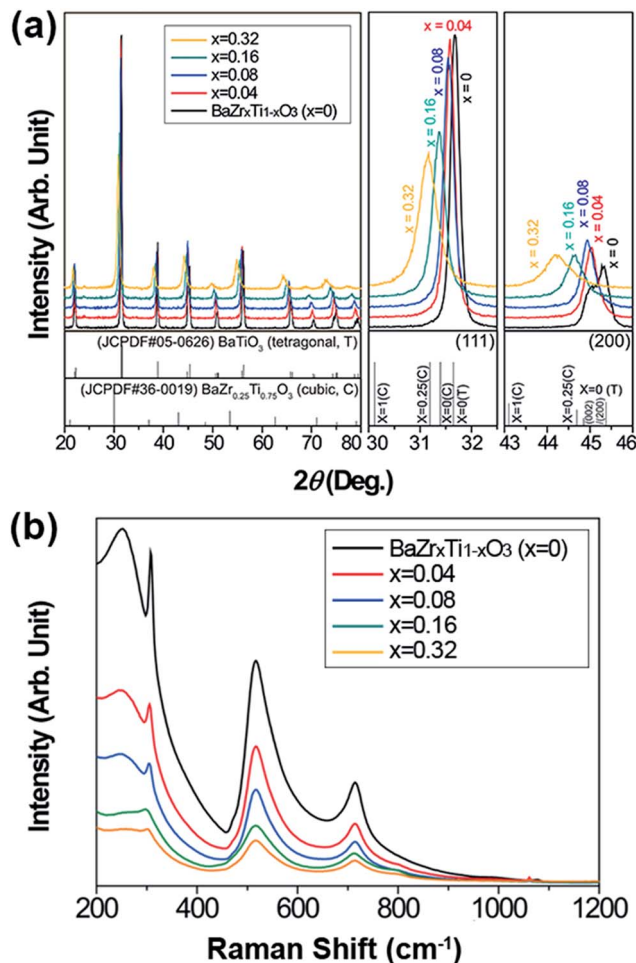 (a)
Intensity (Arb. Unit)
x=0.32
x=0.16
x=0.08
x=0.04
BaZrxTi1-xO3 (x=0)
(JCPDF#05-0626) BaTiO3 (tetragonal, T)
(JCPDF#36-0019) BaZr0.25Ti0.75O3 (cubic, C)
20 30 40 50 60 70 80
x = 0.32
x = 0.16
x = 0.08
x = 0.04
x = 0
(111)
X=1(C)
X=0.25(C)
X=0(C)
X=0(T)
30 31 32
x = 0.32
x = 0.16
x = 0.08
x = 0.04
x = 0
(200)
X=1(C)
X=0.25(C)
X=0 (T)
(002)
/(200)
43 44 45 46
2θ (Deg.)
(b)
Intensity (Arb. Unit)
BaZrxTi1-xO3 (x=0)
x=0.04
x=0.08
x=0.16
x=0.32
200 400 600 800 1000 1200
Raman Shift (cm-1)